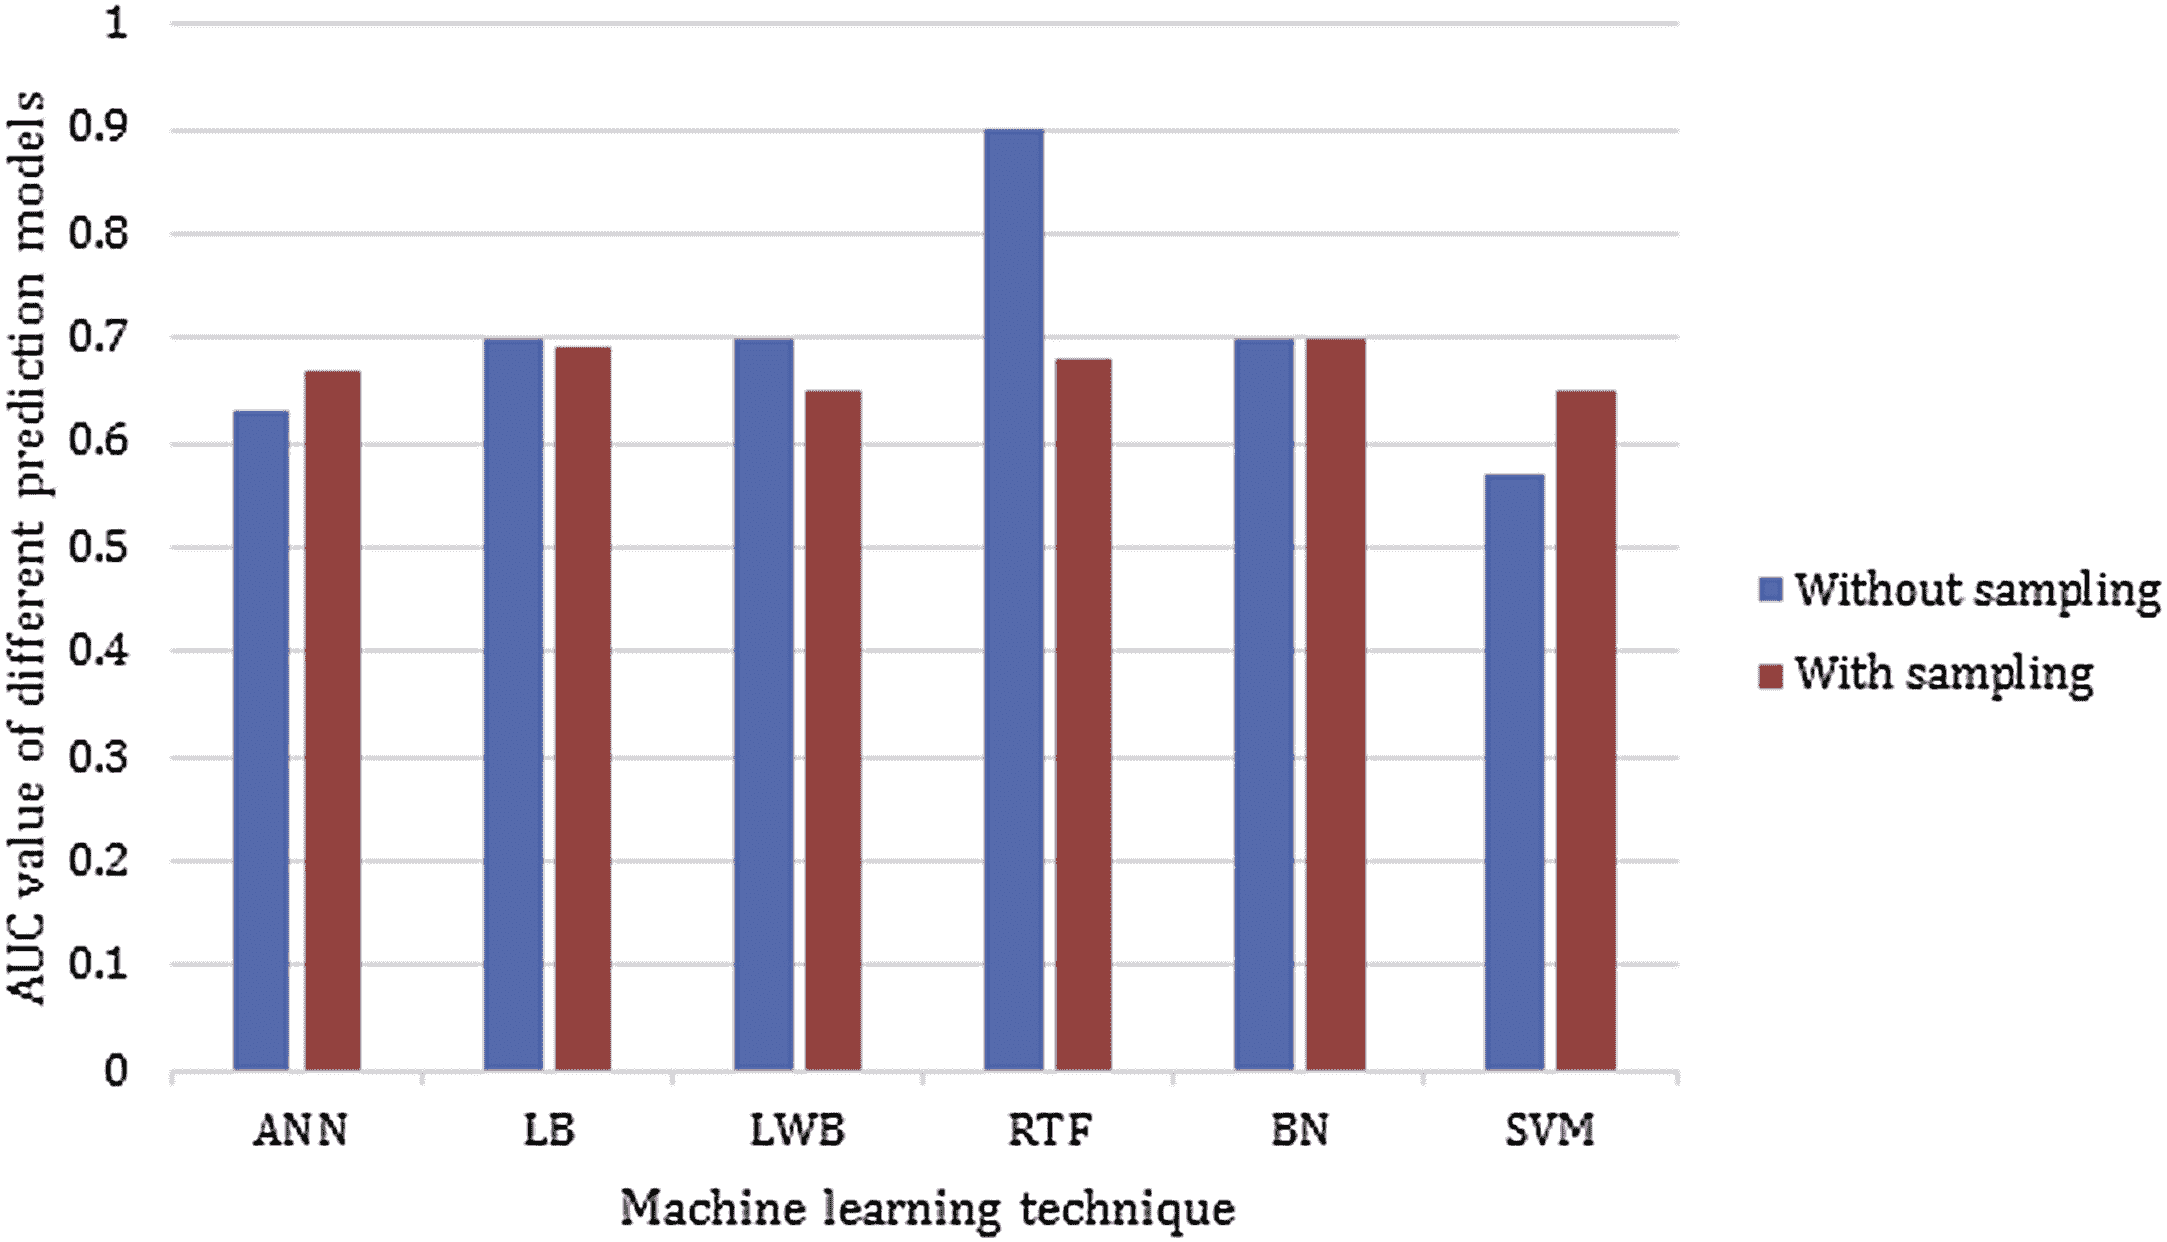 AUC value of different prediction models
1
0.9
0.8
0.7
0.6
0.5
0.4
0.3
0.2
0.1
0
ANN LB LWB RTF BN SVM
Machine learning technique
Without sampling
With sampling